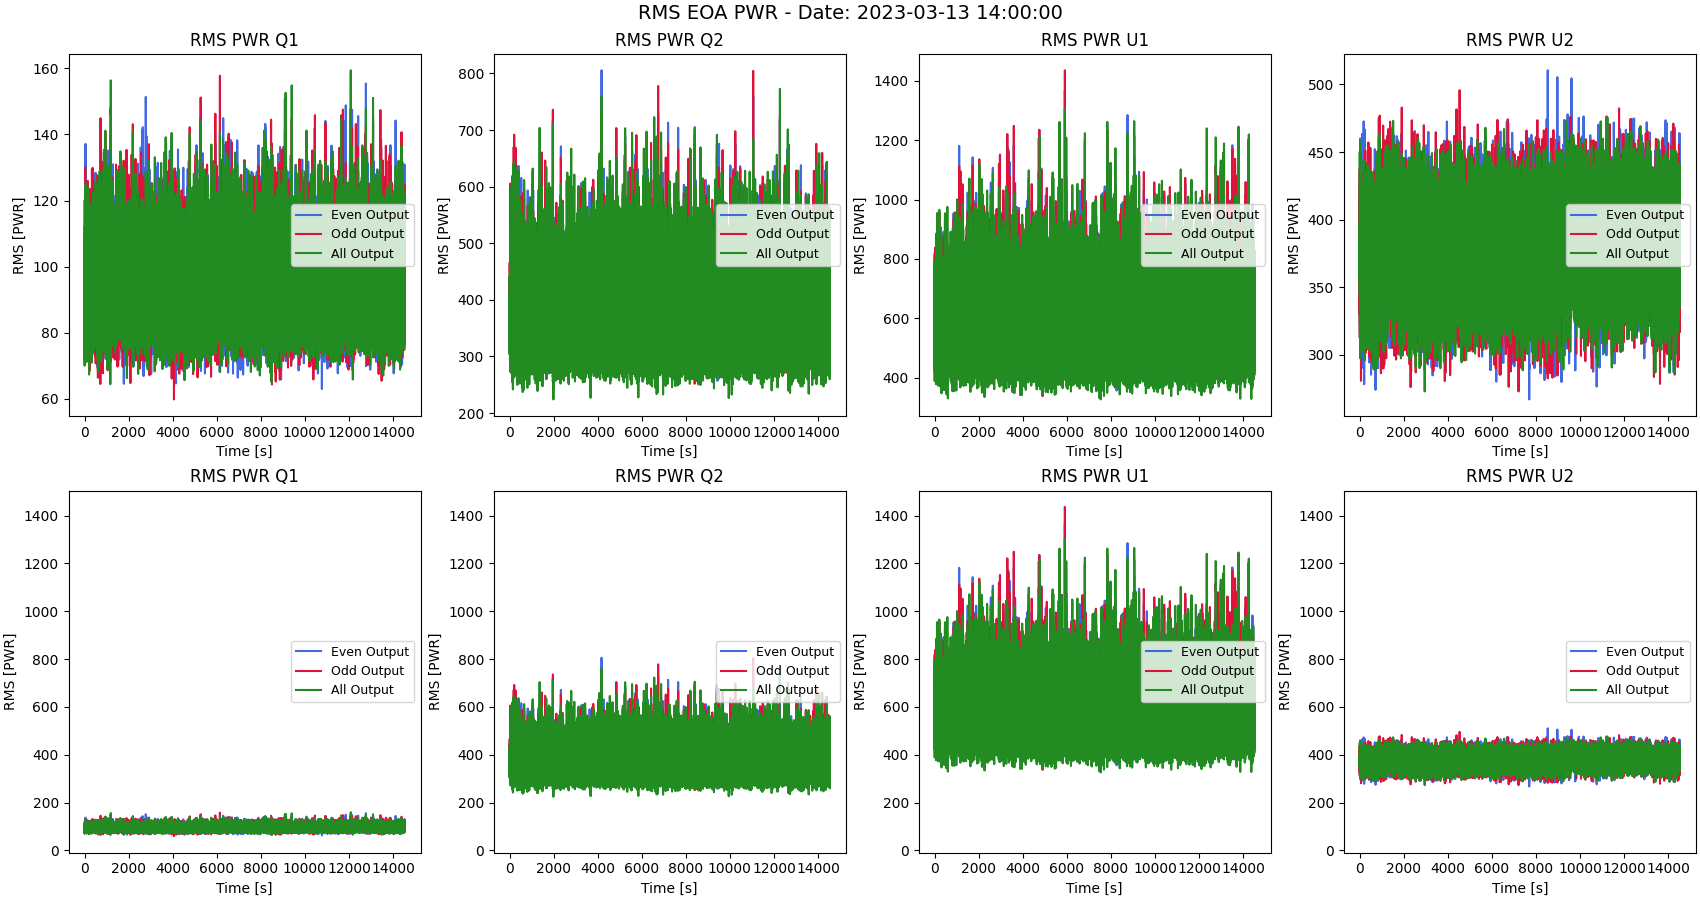 RMS EOA PWR - Date: 2023-03-13 14:00:00
RMS PWR Q1
RMS [PWR]
160
140
120
100
80
60
Even Output
Odd Output
All Output
0 2000 4000 6000 8000 10000 12000 14000
Time [s]
RMS PWR Q2
RMS [PWR]
800
700
600
500
400
300
200
Even Output
Odd Output
All Output
0 2000 4000 6000 8000 10000 12000 14000
Time [s]
RMS PWR U1
RMS [PWR]
1400
1200
1000
800
600
400
Even Output
Odd Output
All Output
0 2000 4000 6000 8000 10000 12000 14000
Time [s]
RMS PWR U2
RMS [PWR]
500
450
400
350
300
Even Output
Odd Output
All Output
0 2000 4000 6000 8000 10000 12000 14000
Time [s]
RMS PWR Q1
RMS [PWR]
1400
1200
1000
800
600
400
200
0
Even Output
Odd Output
All Output
0 2000 4000 6000 8000 10000 12000 14000
Time [s]
RMS PWR Q2
RMS [PWR]
1400
1200
1000
800
600
400
200
0
Even Output
Odd Output
All Output
0 2000 4000 6000 8000 10000 12000 14000
Time [s]
RMS PWR U1
RMS [PWR]
1400
1200
1000
800
600
400
200
0
Even Output
Odd Output
All Output
0 2000 4000 6000 8000 10000 12000 14000
Time [s]
RMS PWR U2
RMS [PWR]
1400
1200
1000
800
600
400
200
0
Even Output
Odd Output
All Output
0 2000 4000 6000 8000 10000 12000 14000
Time [s]